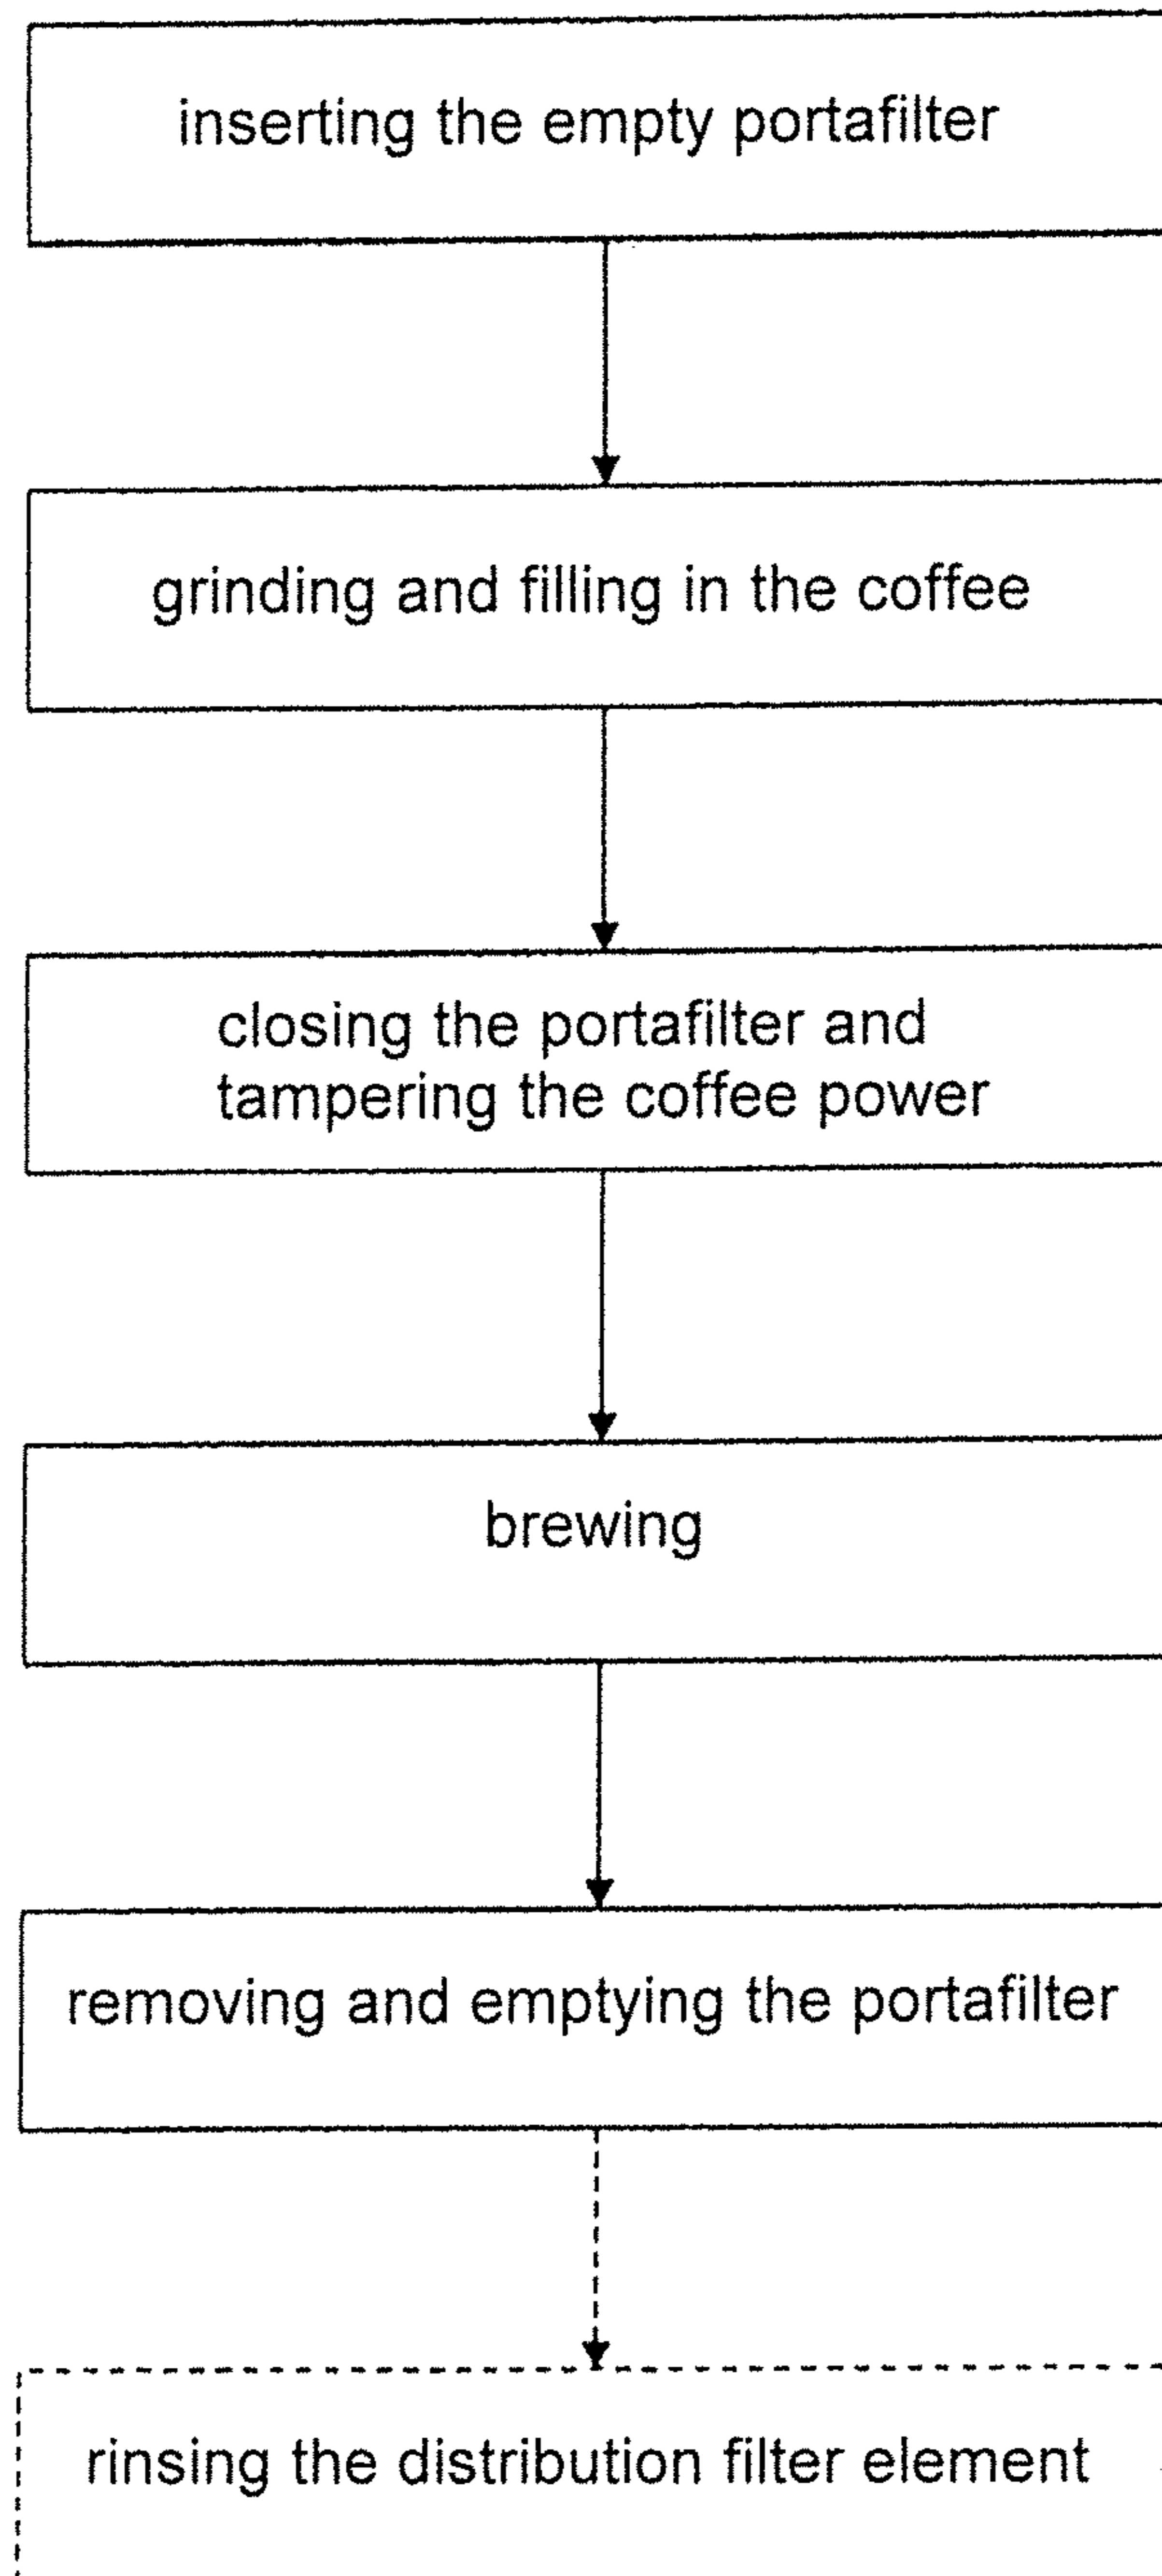 inserting the empty portafilter
grinding and filling in the coffee
closing the portafilter and
tampering the coffee power
brewing
removing and emptying the portafilter
rinsing the distribution filter element